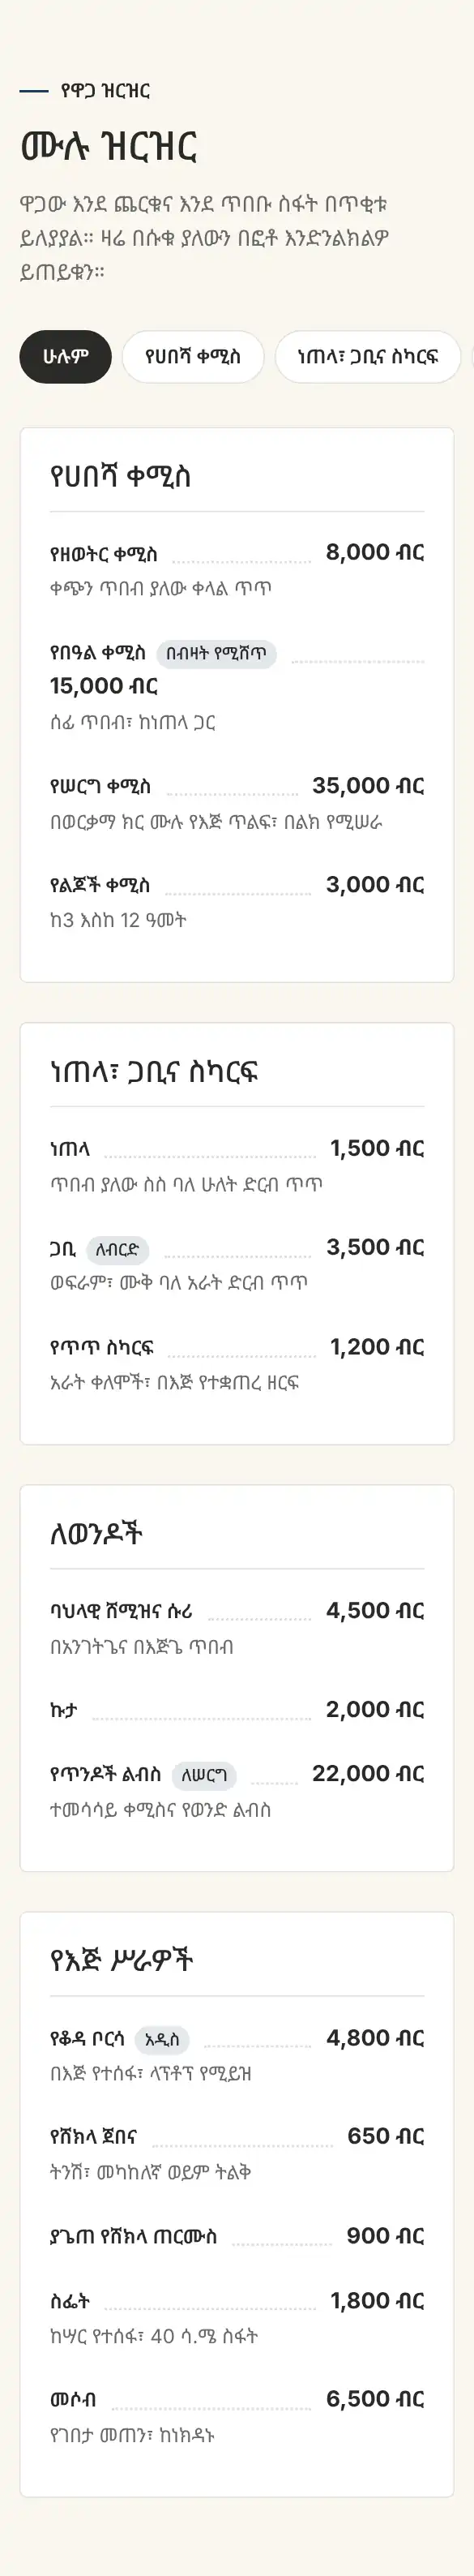 የዋጋ ዝርዝር
ሙሉ ዝርዝር
ዋጋው እንደ ጨርቁና እንደ ጥበቡ ስፋት በጥቂቱ
ይለያያል። ዛሬ በሱቁ ያለውን በፎቶ እንድንልክልዎ
ይጠይቁን።
ሁሉም
የሀበሻ ቀሚስ
ነጠላ፣ ጋቢና ስካርፍ
የሀበሻ ቀሚስ
የዘወትር ቀሚስ 8,000 ብር
ቀጭን ጥበብ ያለው ቀላል ጥጥ
የበዓል ቀሚስ በብዛት የሚሸጥ
15,000 ብር
ሰፊ ጥበብ፣ ከነጠላ ጋር
የሠርግ ቀሚስ 35,000 ብር
በወርቃማ ክር ሙሉ የእጅ ጥልፍ፣ በልክ የሚሠራ
የልጆች ቀሚስ 3,000 ብር
ከ3 እስከ 12 ዓመት
ነጠላ፣ ጋቢና ስካርፍ
ነጠላ 1,500 ብር
ጥበብ ያለው ስስ ባለ ሁለት ድርብ ጥጥ
ጋቢ ለብርድ 3,500 ብር
ወፍራም፣ ሙቅ ባለ አራት ድርብ ጥጥ
የጥጥ ስካርፍ 1,200 ብር
አራት ቀለሞች፣ በእጅ የተቋጠረ ዘርፍ
ለወንዶች
ባህላዊ ሸሚዝና ሱሪ 4,500 ብር
በአንገትጌና በእጅጌ ጥበብ
ኩታ 2,000 ብር
የጥንዶች ልብስ ለሠርግ 22,000 ብር
ተመሳሳይ ቀሚስና የወንድ ልብስ
የእጅ ሥራዎች
የቆዳ ቦርሳ አዲስ 4,800 ብር
በእጅ የተሰፋ፣ ላፕቶፕ የሚይዝ
የሸክላ ጀበና 650 ብር
ትንሽ፣ መካከለኛ ወይም ትልቅ
ያጌጠ የሸክላ ጠርሙስ 900 ብር
ስፌት 1,800 ብር
ከሣር የተሰፋ፣ 40 ሳ.ሜ ስፋት
መሶብ 6,500 ብር
የገበታ መጠን፣ ከነክዳኑ